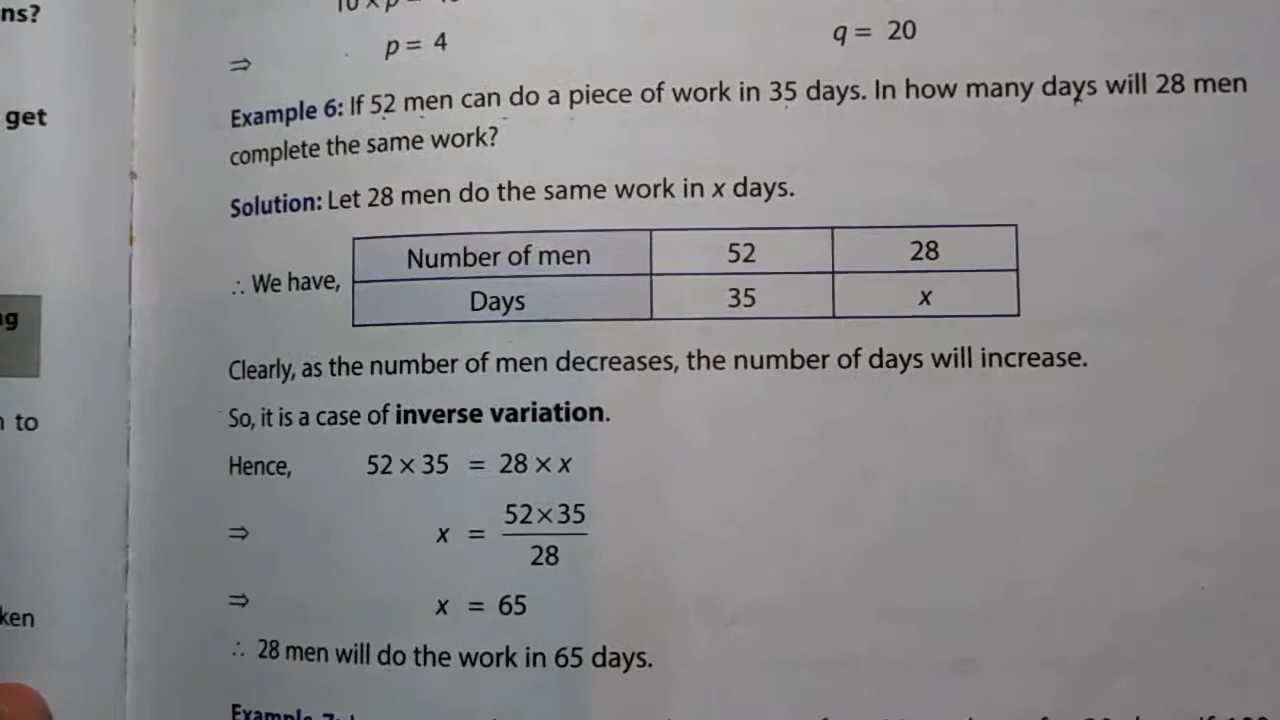 ns?
get
to
ken
p = 4
q = 20
⇒
Example 6: If 52 men can do a piece of work in 35 days. In how many days will 28 men
complete the same work?
Solution: Let 28 men do the same work in x days.
∴ We have,
Number of men 52 28
Days 35 x
Clearly, as the number of men decreases, the number of days will increase.
So, it is a case of inverse variation.
Hence, 52 × 35 = 28 × x
⇒ x = 52×35
28
⇒ x = 65
∴ 28 men will do the work in 65 days.
Example 7: